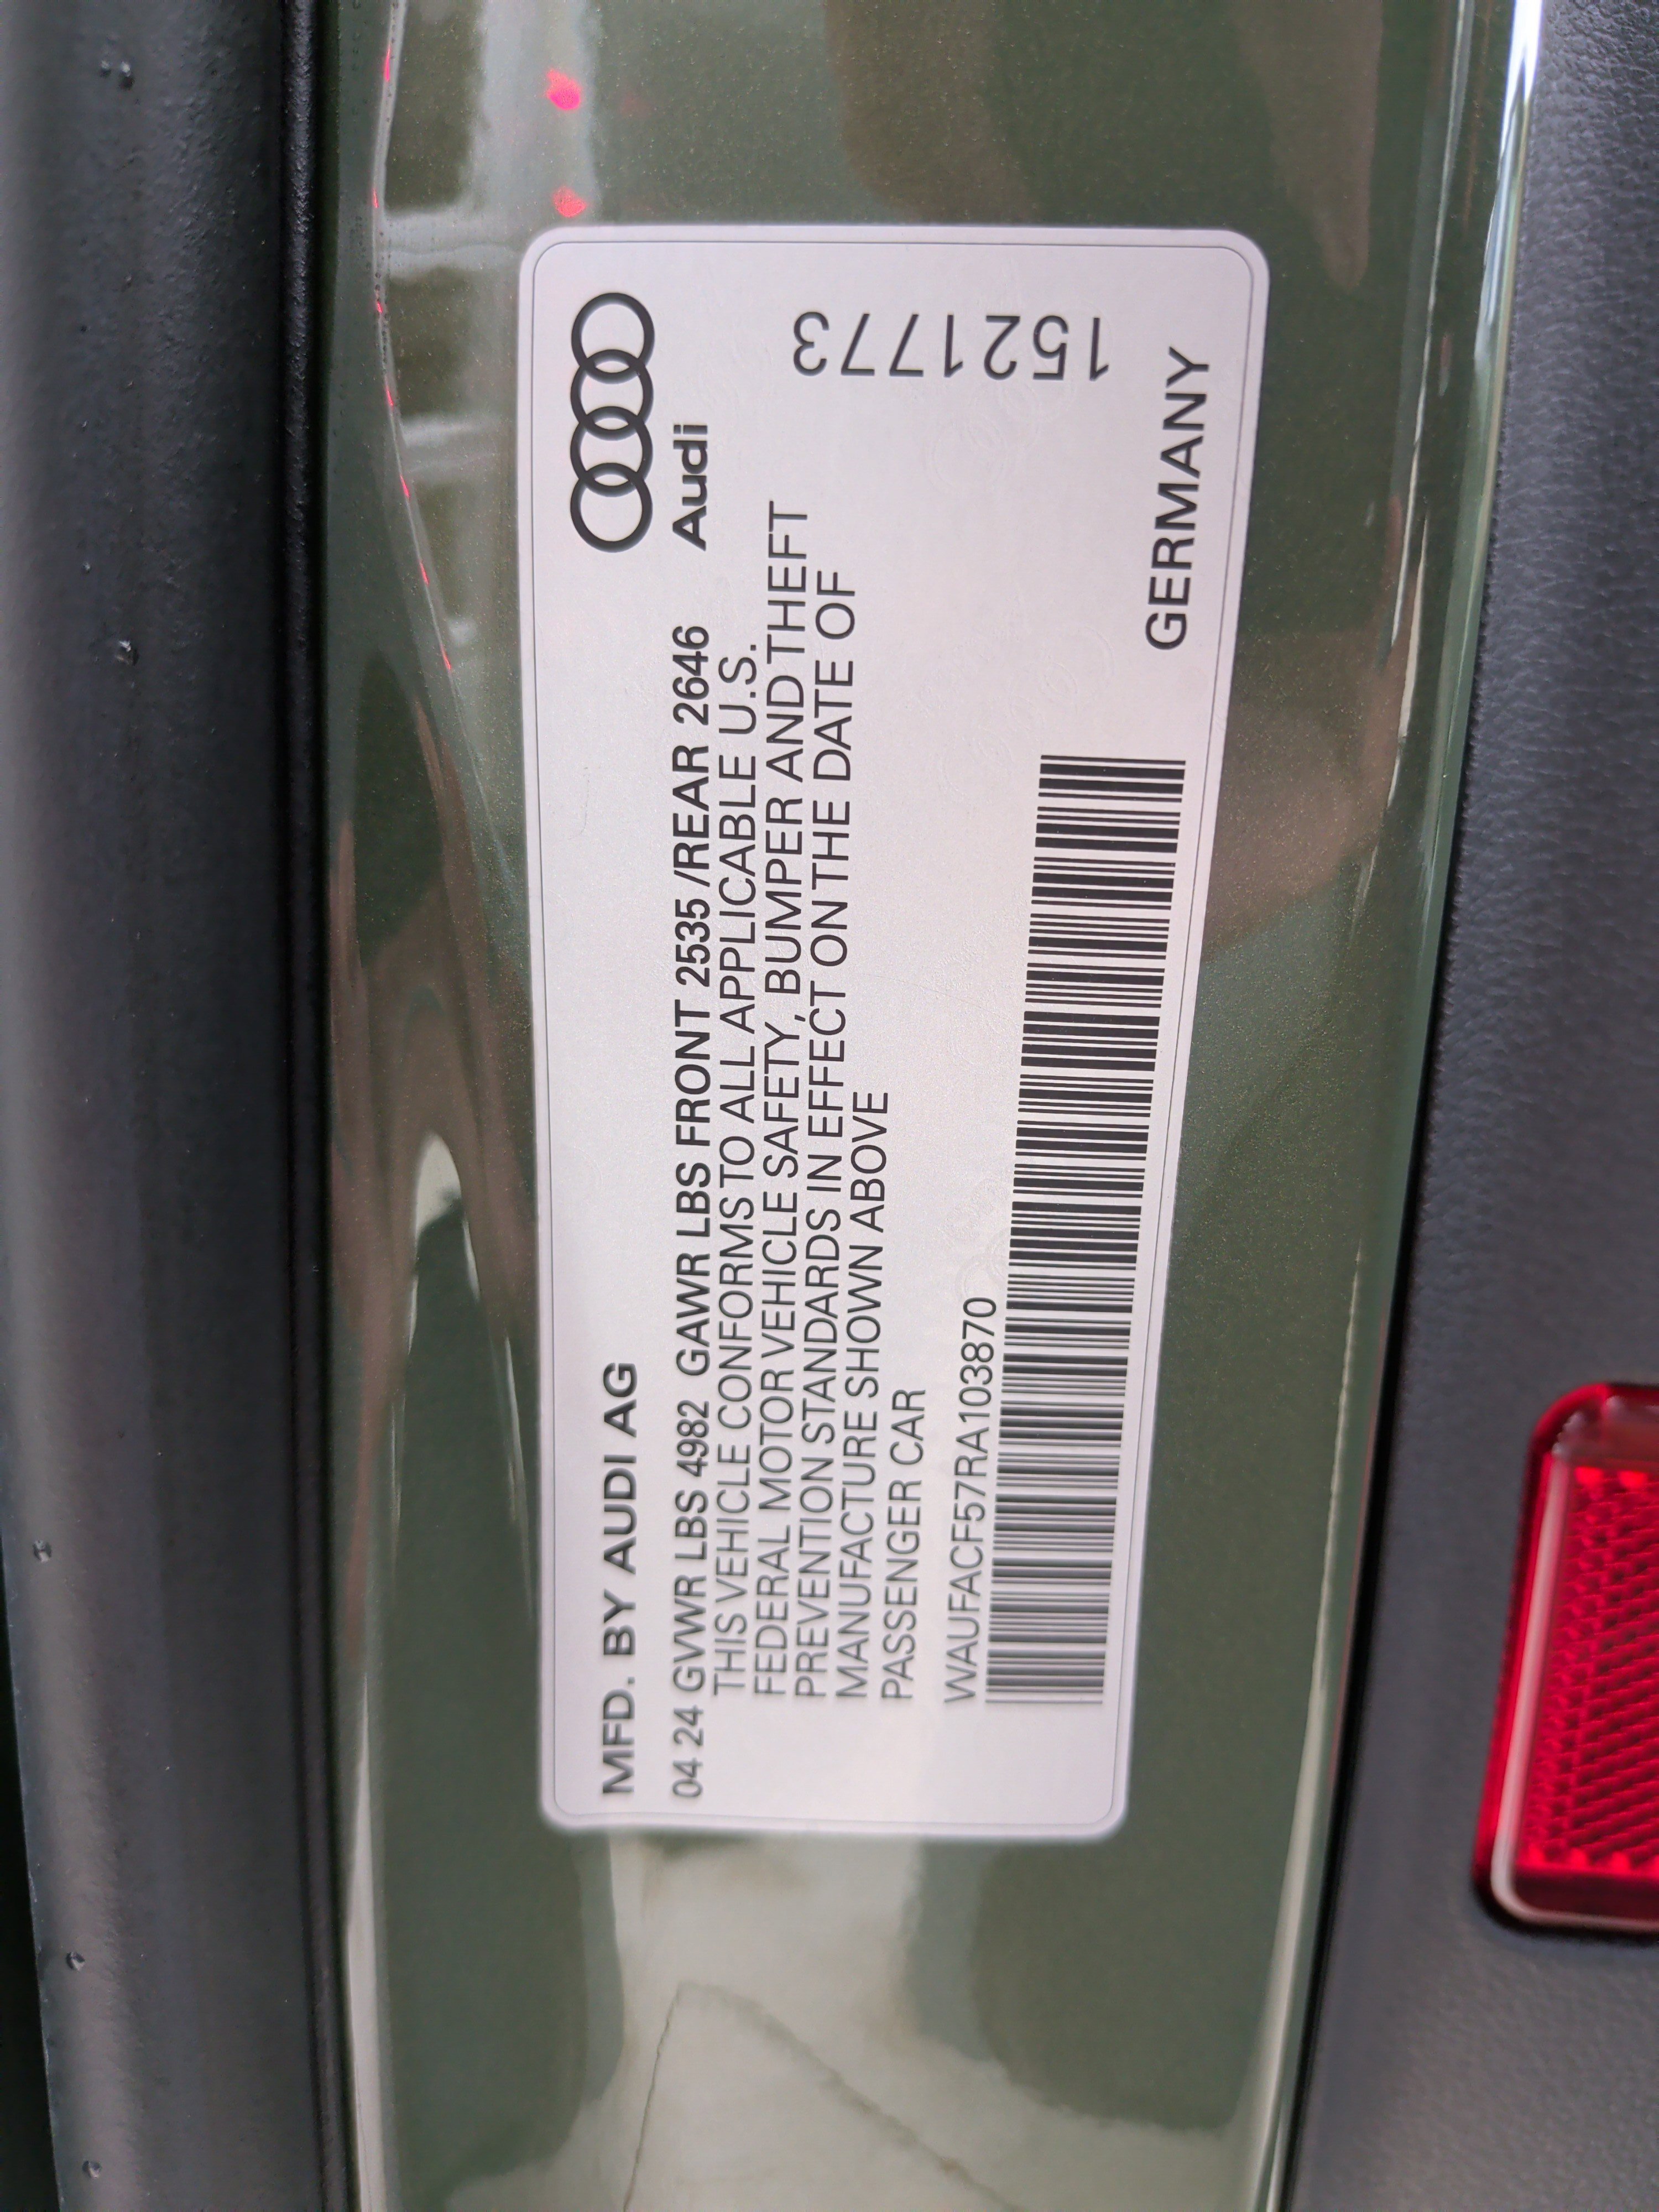 MFD. BY AUDI AG
Audi
04 24 GVWR LBS 4982 GAWR LBS FRONT 2535 /REAR 2646
THIS VEHICLE CONFORMS TO ALL APPLICABLE U.S.
FEDERAL MOTOR VEHICLE SAFETY, BUMPER AND THEFT
PREVENTION STANDARDS IN EFFECT ON THE DATE OF
MANUFACTURE SHOWN ABOVE
PASSENGER CAR
1521773
WAUFACF57RA103870
GERMANY